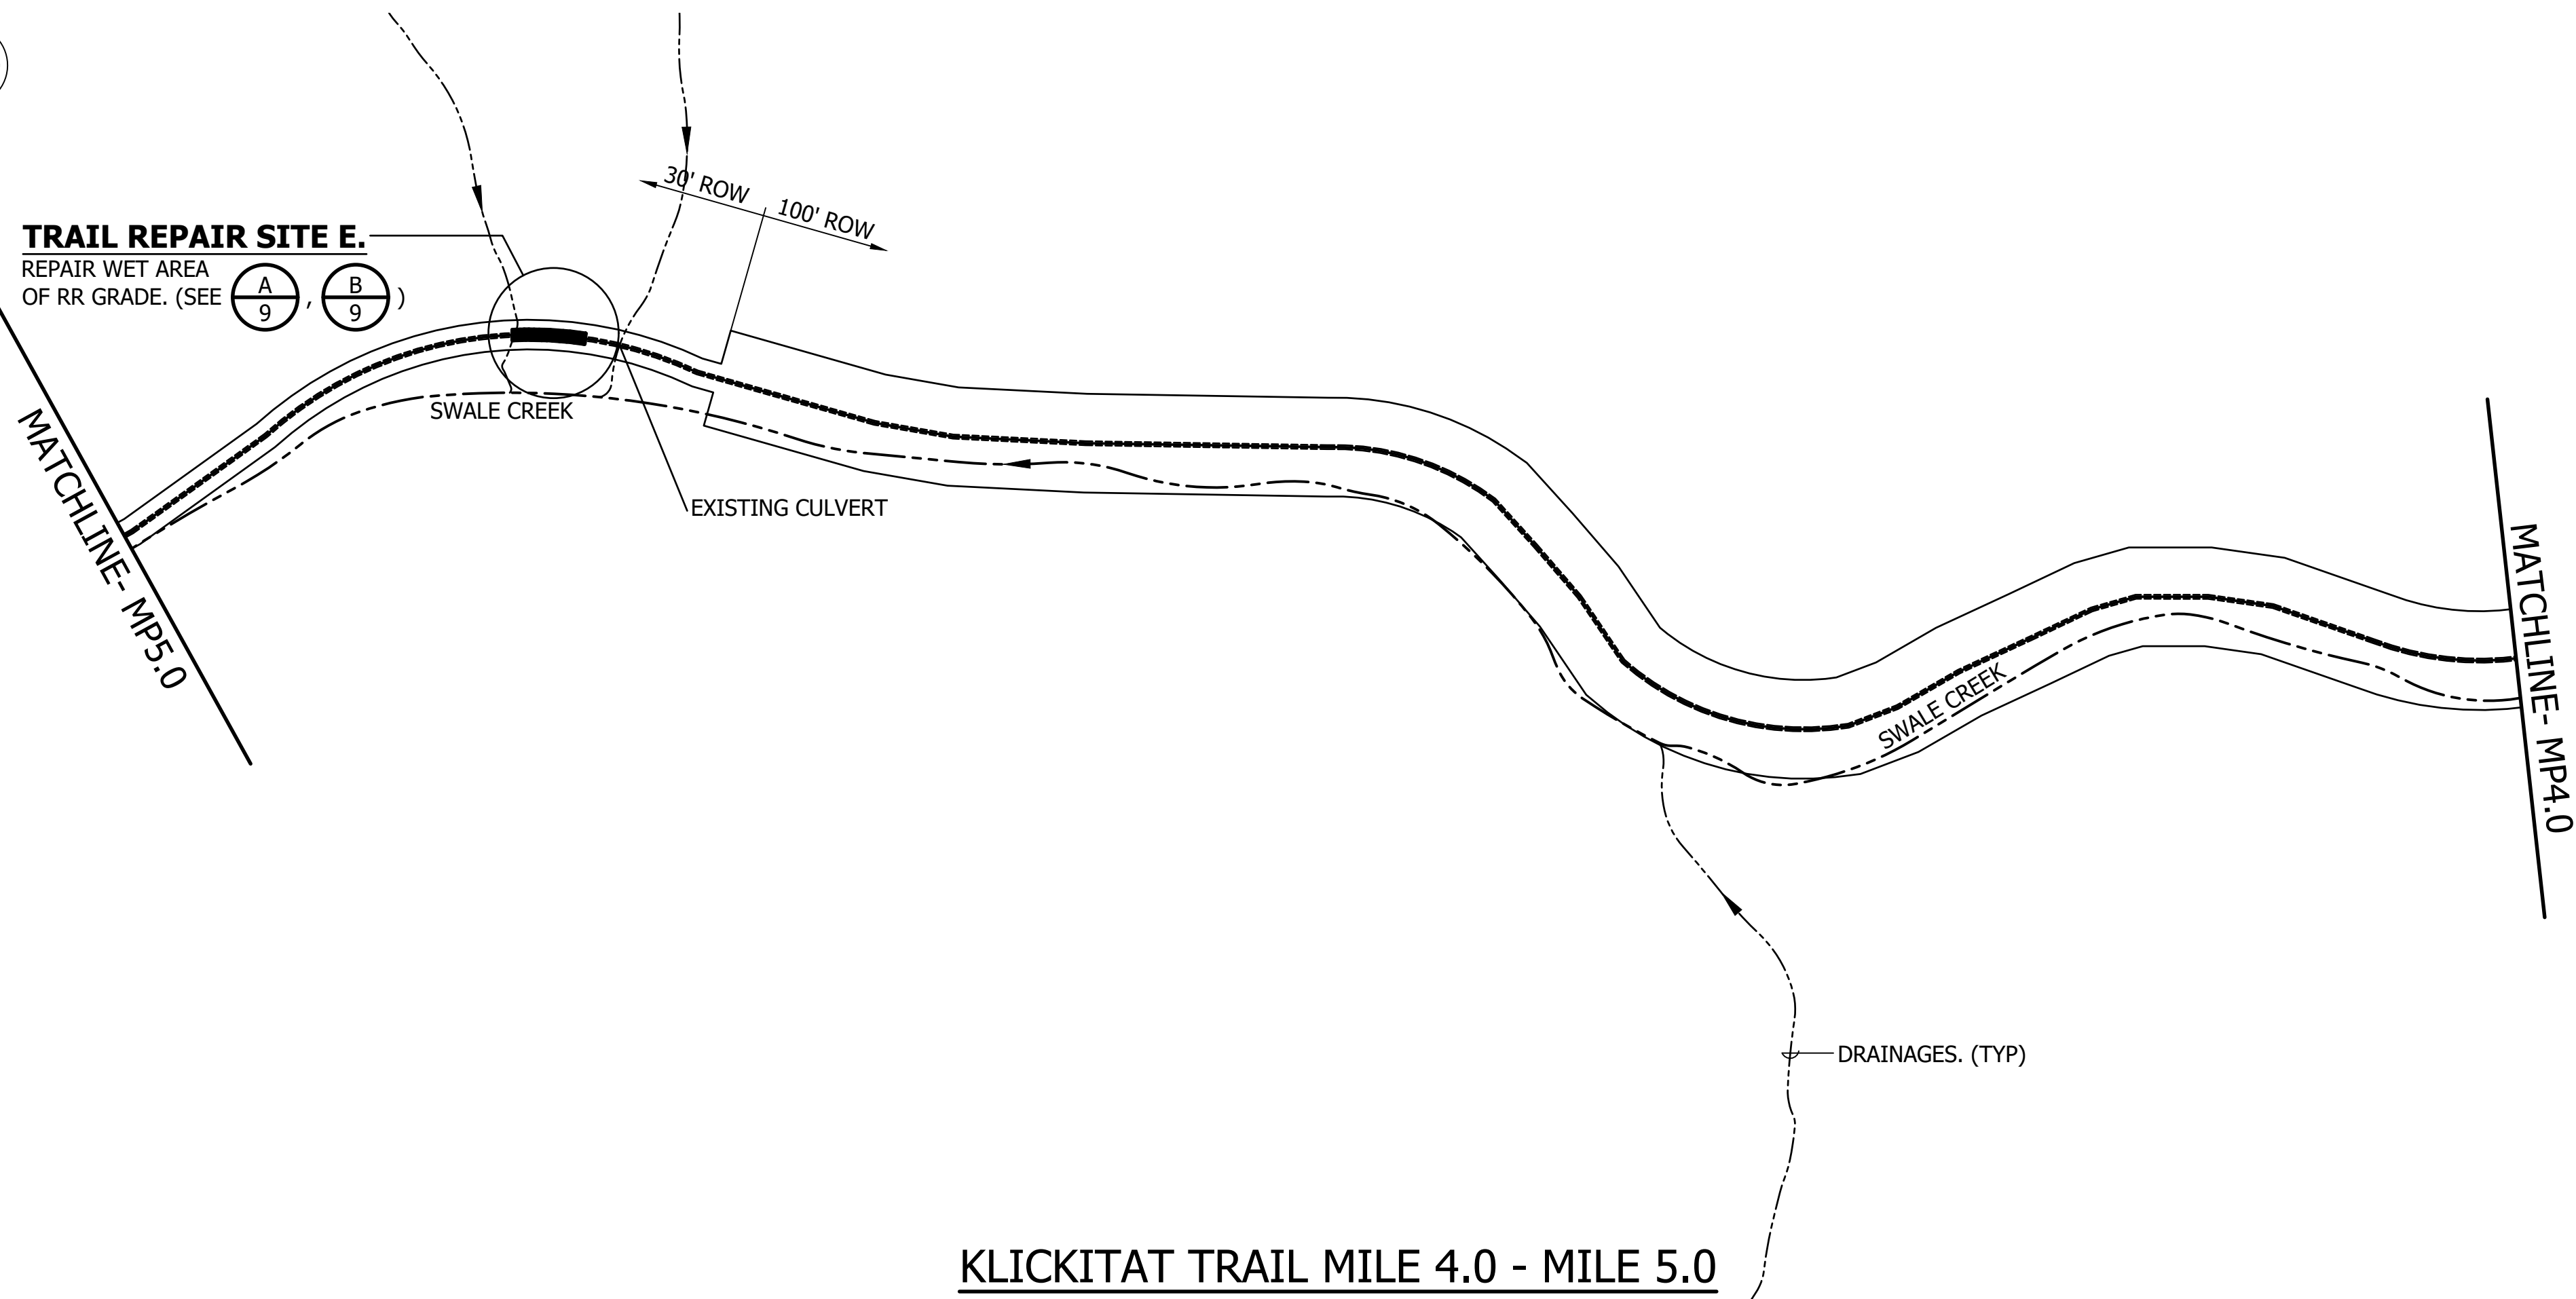 30' ROW
100' ROW
TRAIL REPAIR SITE E.
REPAIR WET AREA
OF RR GRADE. (SEE A/9, B/9)
SWALE CREEK
MATCHLINE- MP5.0
EXISTING CULVERT
MATCHLINE- MP4.0
SWALE CREEK
DRAINAGES. (TYP)
KLICKITAT TRAIL MILE 4.0 - MILE 5.0